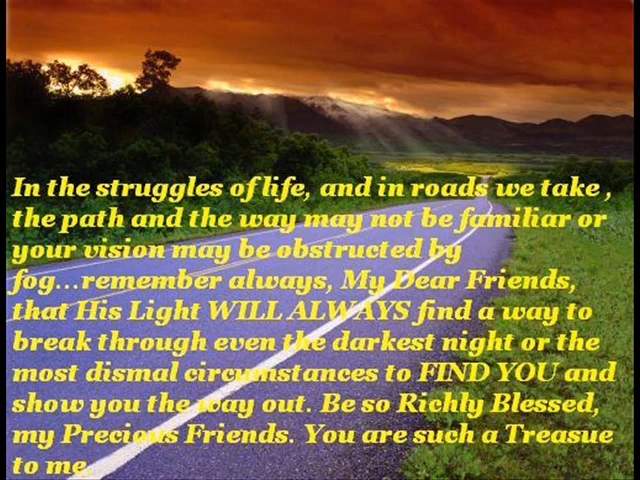 In the struggles of life, and in roads we take ,
the path and the way may not be familiar or
your vision may be obstructed by
fog...remember always, My Dear Friends,
that His Light WILL ALWAYS find a way to
break through even the darkest night or the
most dismal circumstances to FIND YOU and
show you the way out. Be so Richly Blessed,
my Precious Friends. You are such a Treasue
to me.